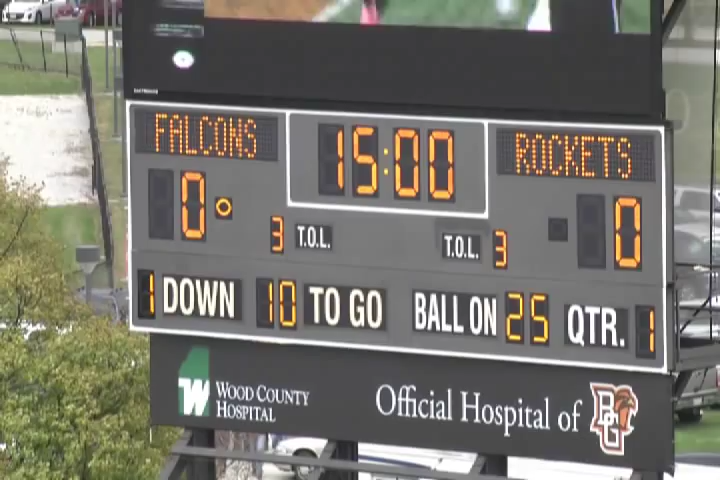 FALCONS 15:00 ROCKETS
0 0
3 T.O.L. T.O.L. 3
1 DOWN 10 TO GO BALL ON 25 QTR. 1
W WOOD COUNTY HOSPITAL Official Hospital of BG